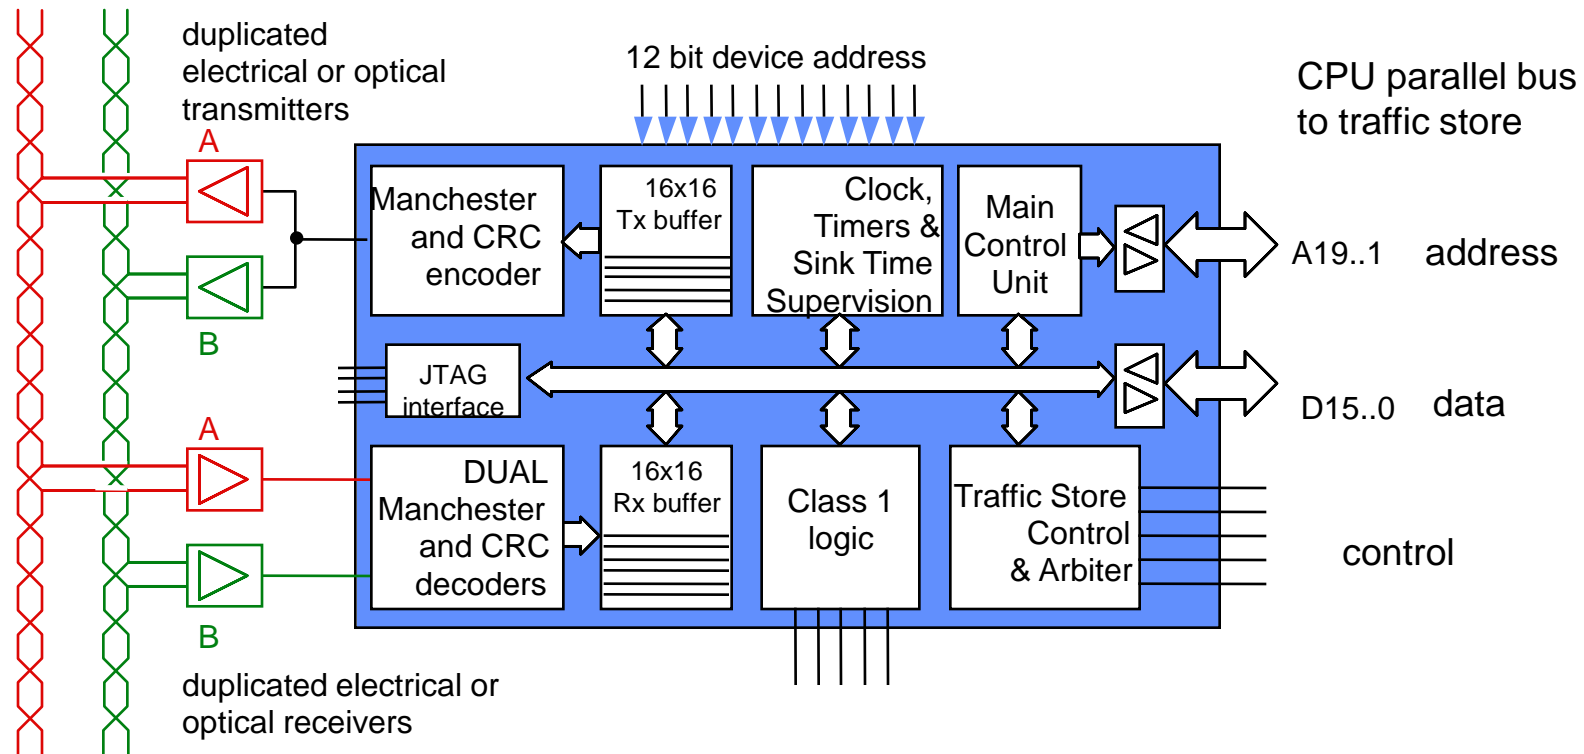 duplicated
electrical or optical
transmitters
12 bit device address
CPU parallel bus
to traffic store
A
B
Manchester
and CRC
encoder
16x16
Tx buffer
Clock,
Timers &
Sink Time
Supervision
Main
Control
Unit
A19..1 address
JTAG
interface
D15..0 data
A
B
DUAL
Manchester
and CRC
decoders
16x16
Rx buffer
Class 1
logic
Traffic Store
Control
& Arbiter
control
duplicated electrical or
optical receivers